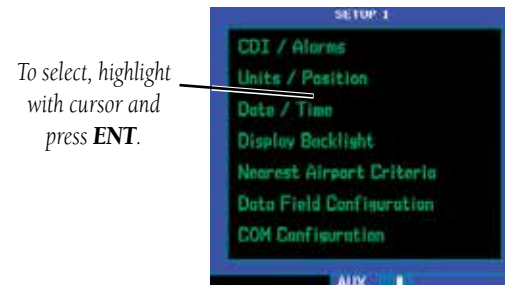 SETUP 1
To select, highlight
with cursor and
press ENT.
CDI / Alarms
Units / Position
Date / Time
Display Backlight
Nearest Airport Criteria
Data Field Configuration
COM Configuration
AUX